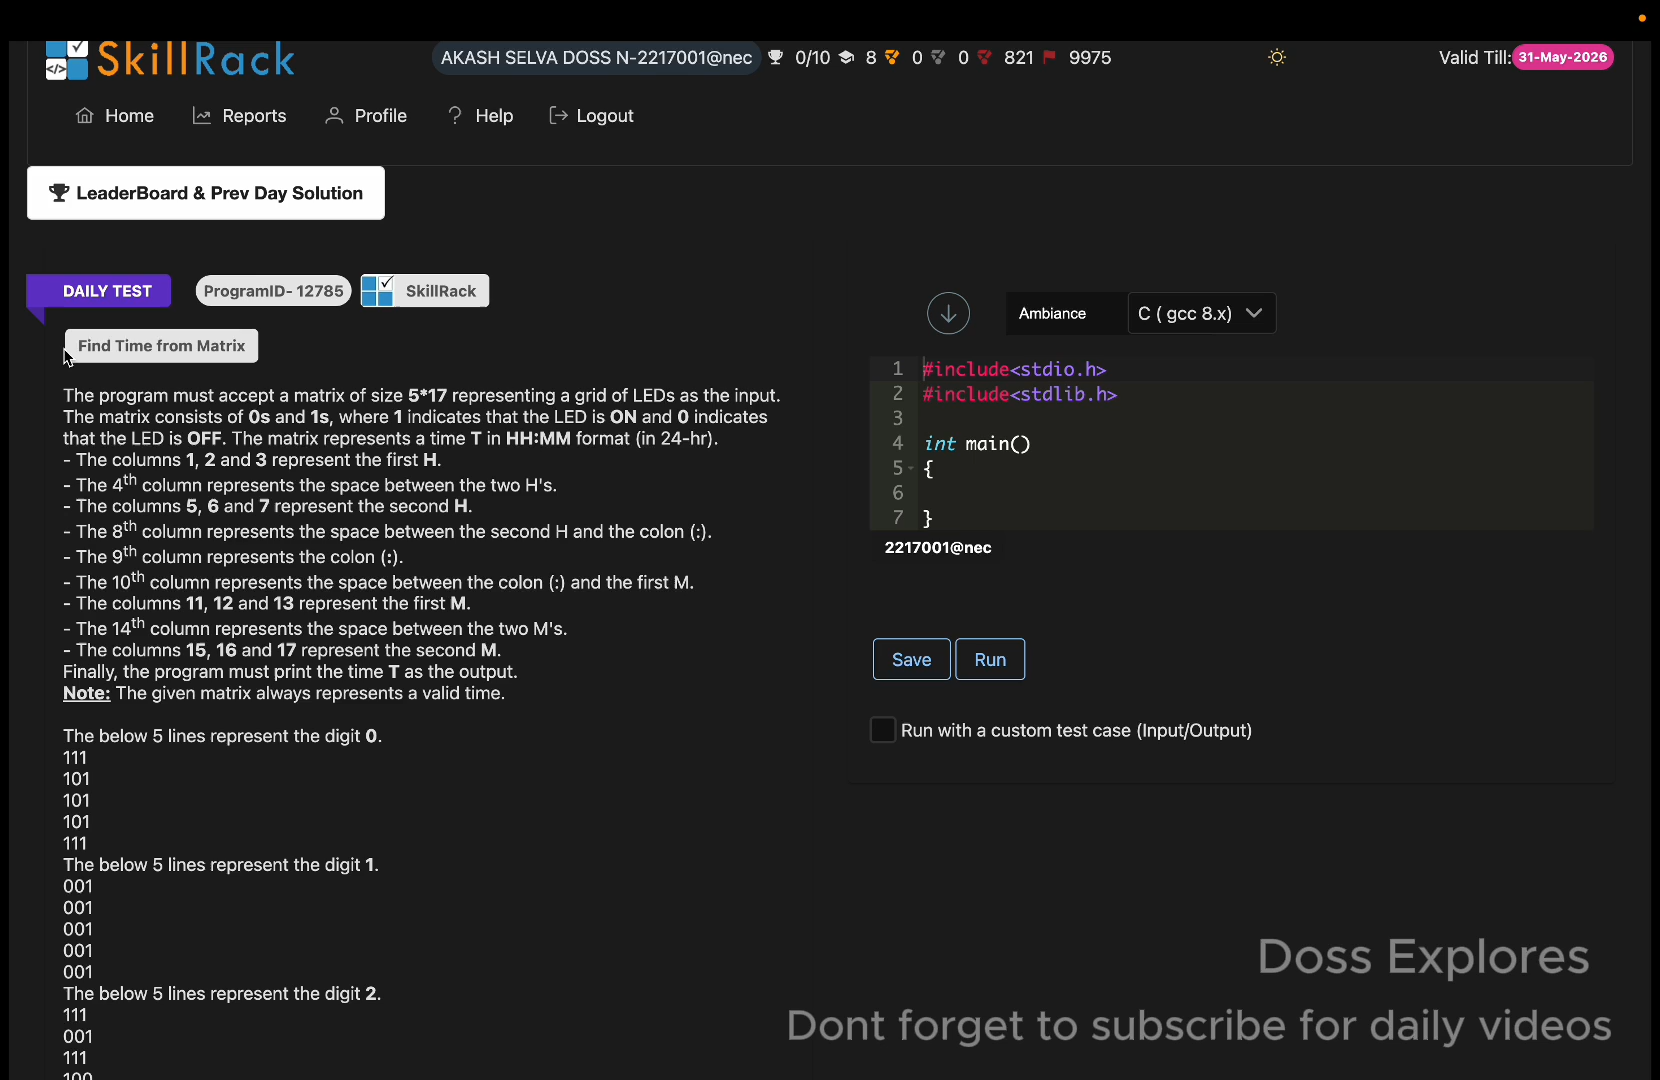 SkillRack
AKASH SELVA DOSS N-2217001@nec 0/10 8 0 0 821 9975
Valid Till: 31-May-2026
Home Reports Profile ? Help Logout
LeaderBoard & Prev Day Solution
DAILY TEST ProgramID- 12785 SkillRack
Find Time from Matrix
The program must accept a matrix of size 5*17 representing a grid of LEDs as the input.
The matrix consists of 0s and 1s, where 1 indicates that the LED is ON and 0 indicates
that the LED is OFF. The matrix represents a time T in HH:MM format (in 24-hr).
- The columns 1, 2 and 3 represent the first H.
- The 4th column represents the space between the two H's.
- The columns 5, 6 and 7 represent the second H.
- The 8th column represents the space between the second H and the colon (:).
- The 9th column represents the colon (:).
- The 10th column represents the space between the colon (:) and the first M.
- The columns 11, 12 and 13 represent the first M.
- The 14th column represents the space between the two M's.
- The columns 15, 16 and 17 represent the second M.
Finally, the program must print the time T as the output.
Note: The given matrix always represents a valid time.
The below 5 lines represent the digit 0.
111
101
101
101
111
The below 5 lines represent the digit 1.
001
001
001
001
001
The below 5 lines represent the digit 2.
111
001
111
100
Ambiance C ( gcc 8.x)
1 #include<stdio.h>
2 #include<stdlib.h>
3
4 int main()
5 {
6
7 }
2217001@nec
Save Run
Run with a custom test case (Input/Output)
Doss Explores
Dont forget to subscribe for daily videos